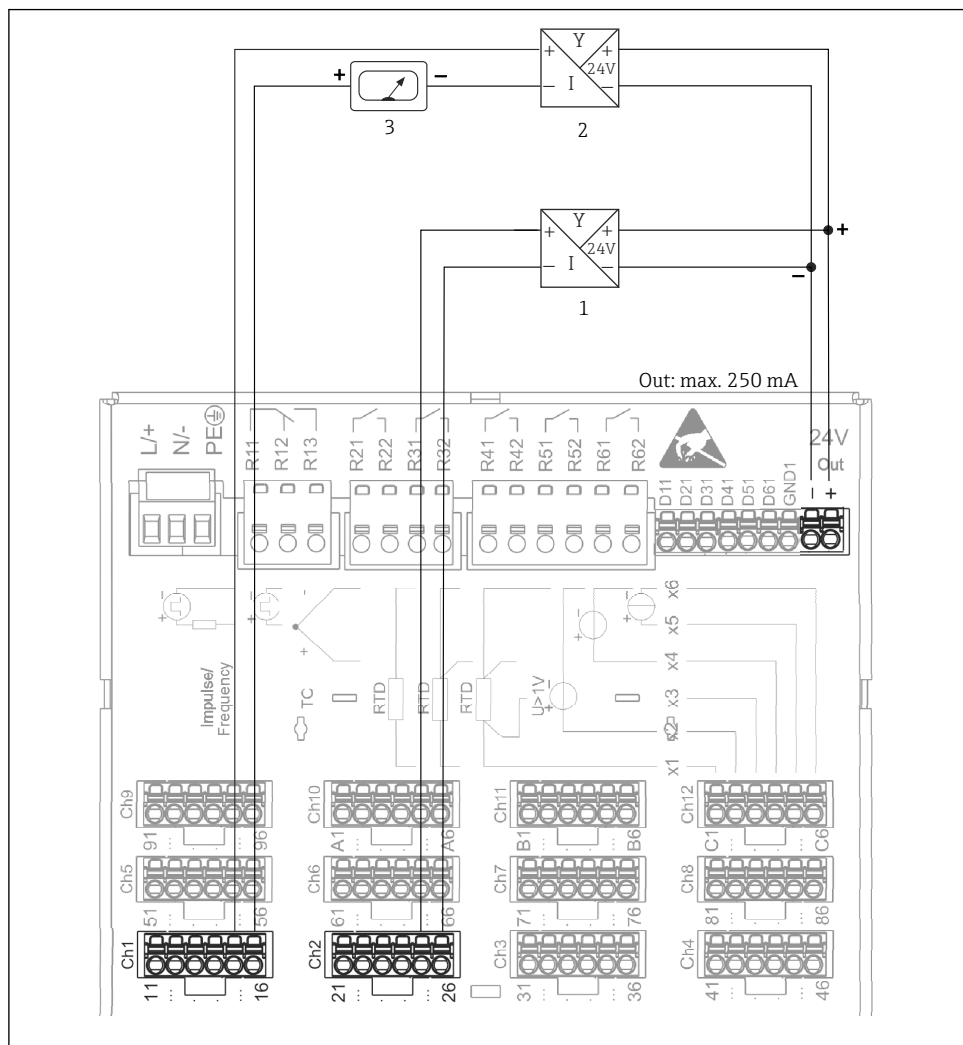 + Y +
24V
− I −
+ −
3
2
+ Y +
24V
− I −
1
+
−
Out: max. 250 mA
L/+ N/- PE
R11 R12 R13
R21 R22 R31 R32
R41 R42 R51 R52 R61 R62
D11 D21 D31 D41 D51 D61 GND1
24V
Out
− +
- + - + - +
Impulse/
Frequency
TC
RTD RTD RTD
U>1V
- +
- +
- +
x6
x5
x4
x3
x2
x1
Ch9 Ch10 Ch11 Ch12
91 ... ... 96 A1 ... ... A6 B1 ... ... B6 C1 ... ... C6
Ch5 Ch6 Ch7 Ch8
51 ... ... 56 61 ... ... 66 71 ... ... 76 81 ... ... 86
Ch1 Ch2 Ch3 Ch4
11 ... ... 16 21 ... ... 26 31 ... ... 36 41 ... ... 46